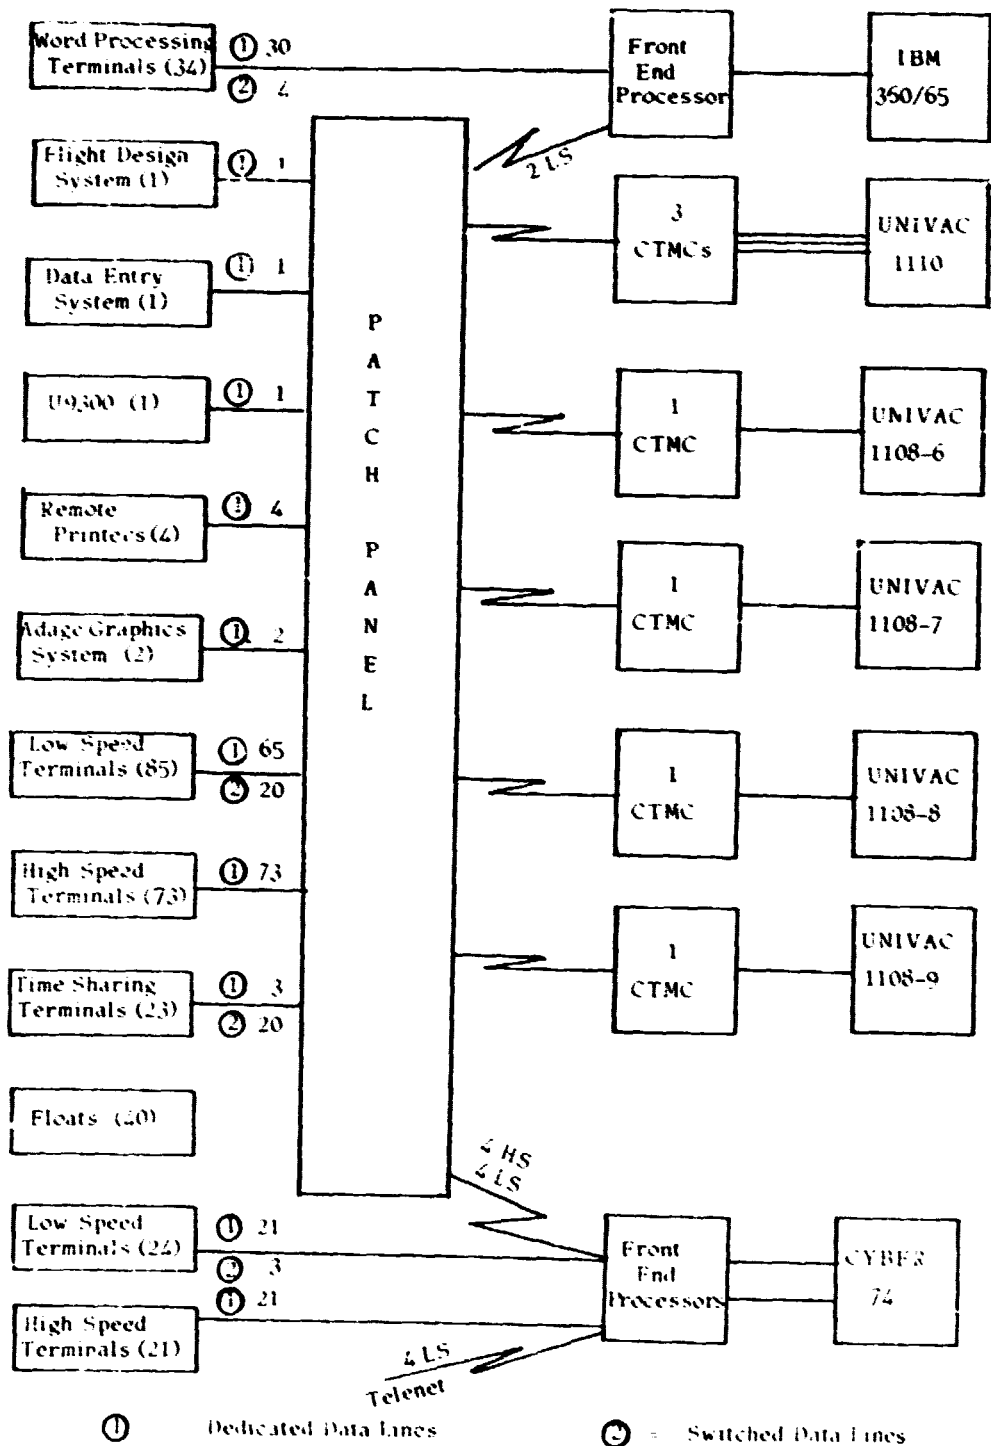 Word Processing
Terminals (34)
① 30
② 4
Front
End
Processor
IBM
360/65
Flight Design
System (1)
① 1
2 LS
3
CTMCs
UNIVAC
1110
Data Entry
System (1)
① 1
PATCH PANEL
U9300 (1)
① 1
1
CTMC
UNIVAC
1108-6
Remote
Printers (4)
① 4
1
CTMC
UNIVAC
1108-7
Adage Graphics
System (2)
① 2
Low Speed
Terminals (85)
① 65
② 20
1
CTMC
UNIVAC
1108-8
High Speed
Terminals (73)
① 73
1
CTMC
UNIVAC
1108-9
Time Sharing
Terminals (23)
① 3
② 20
Floats (40)
4 HS
4 LS
Low Speed
Terminals (24)
① 21
② 3
Front
End
Processors
CYBER
74
High Speed
Terminals (21)
① 21
4 LS
Telenet
① Dedicated Data Lines
② = Switched Data Lines